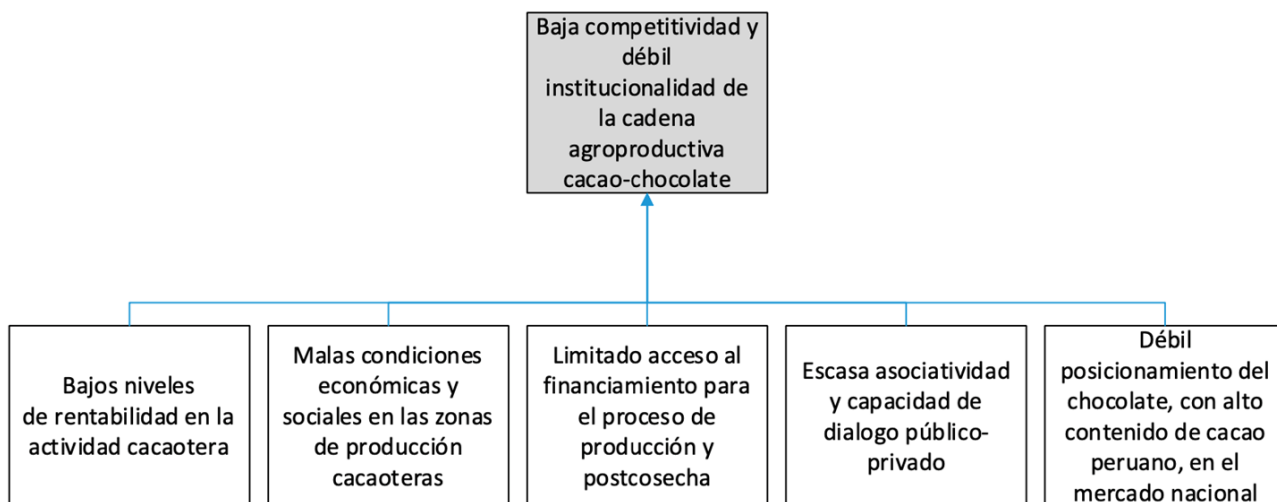 Baja competitividad y
débil
institucionalidad de
la cadena
agroproductiva
cacao-chocolate
Bajos niveles
de rentabilidad en la
actividad cacaotera
Malas condiciones
económicas y
sociales en las zonas
de producción
cacaoteras
Limitado acceso al
financiamiento para
el proceso de
producción y
postcosecha
Escasa asociatividad
y capacidad de
dialogo público-
privado
Débil
posicionamiento del
chocolate, con alto
contenido de cacao
peruano, en el
mercado nacional